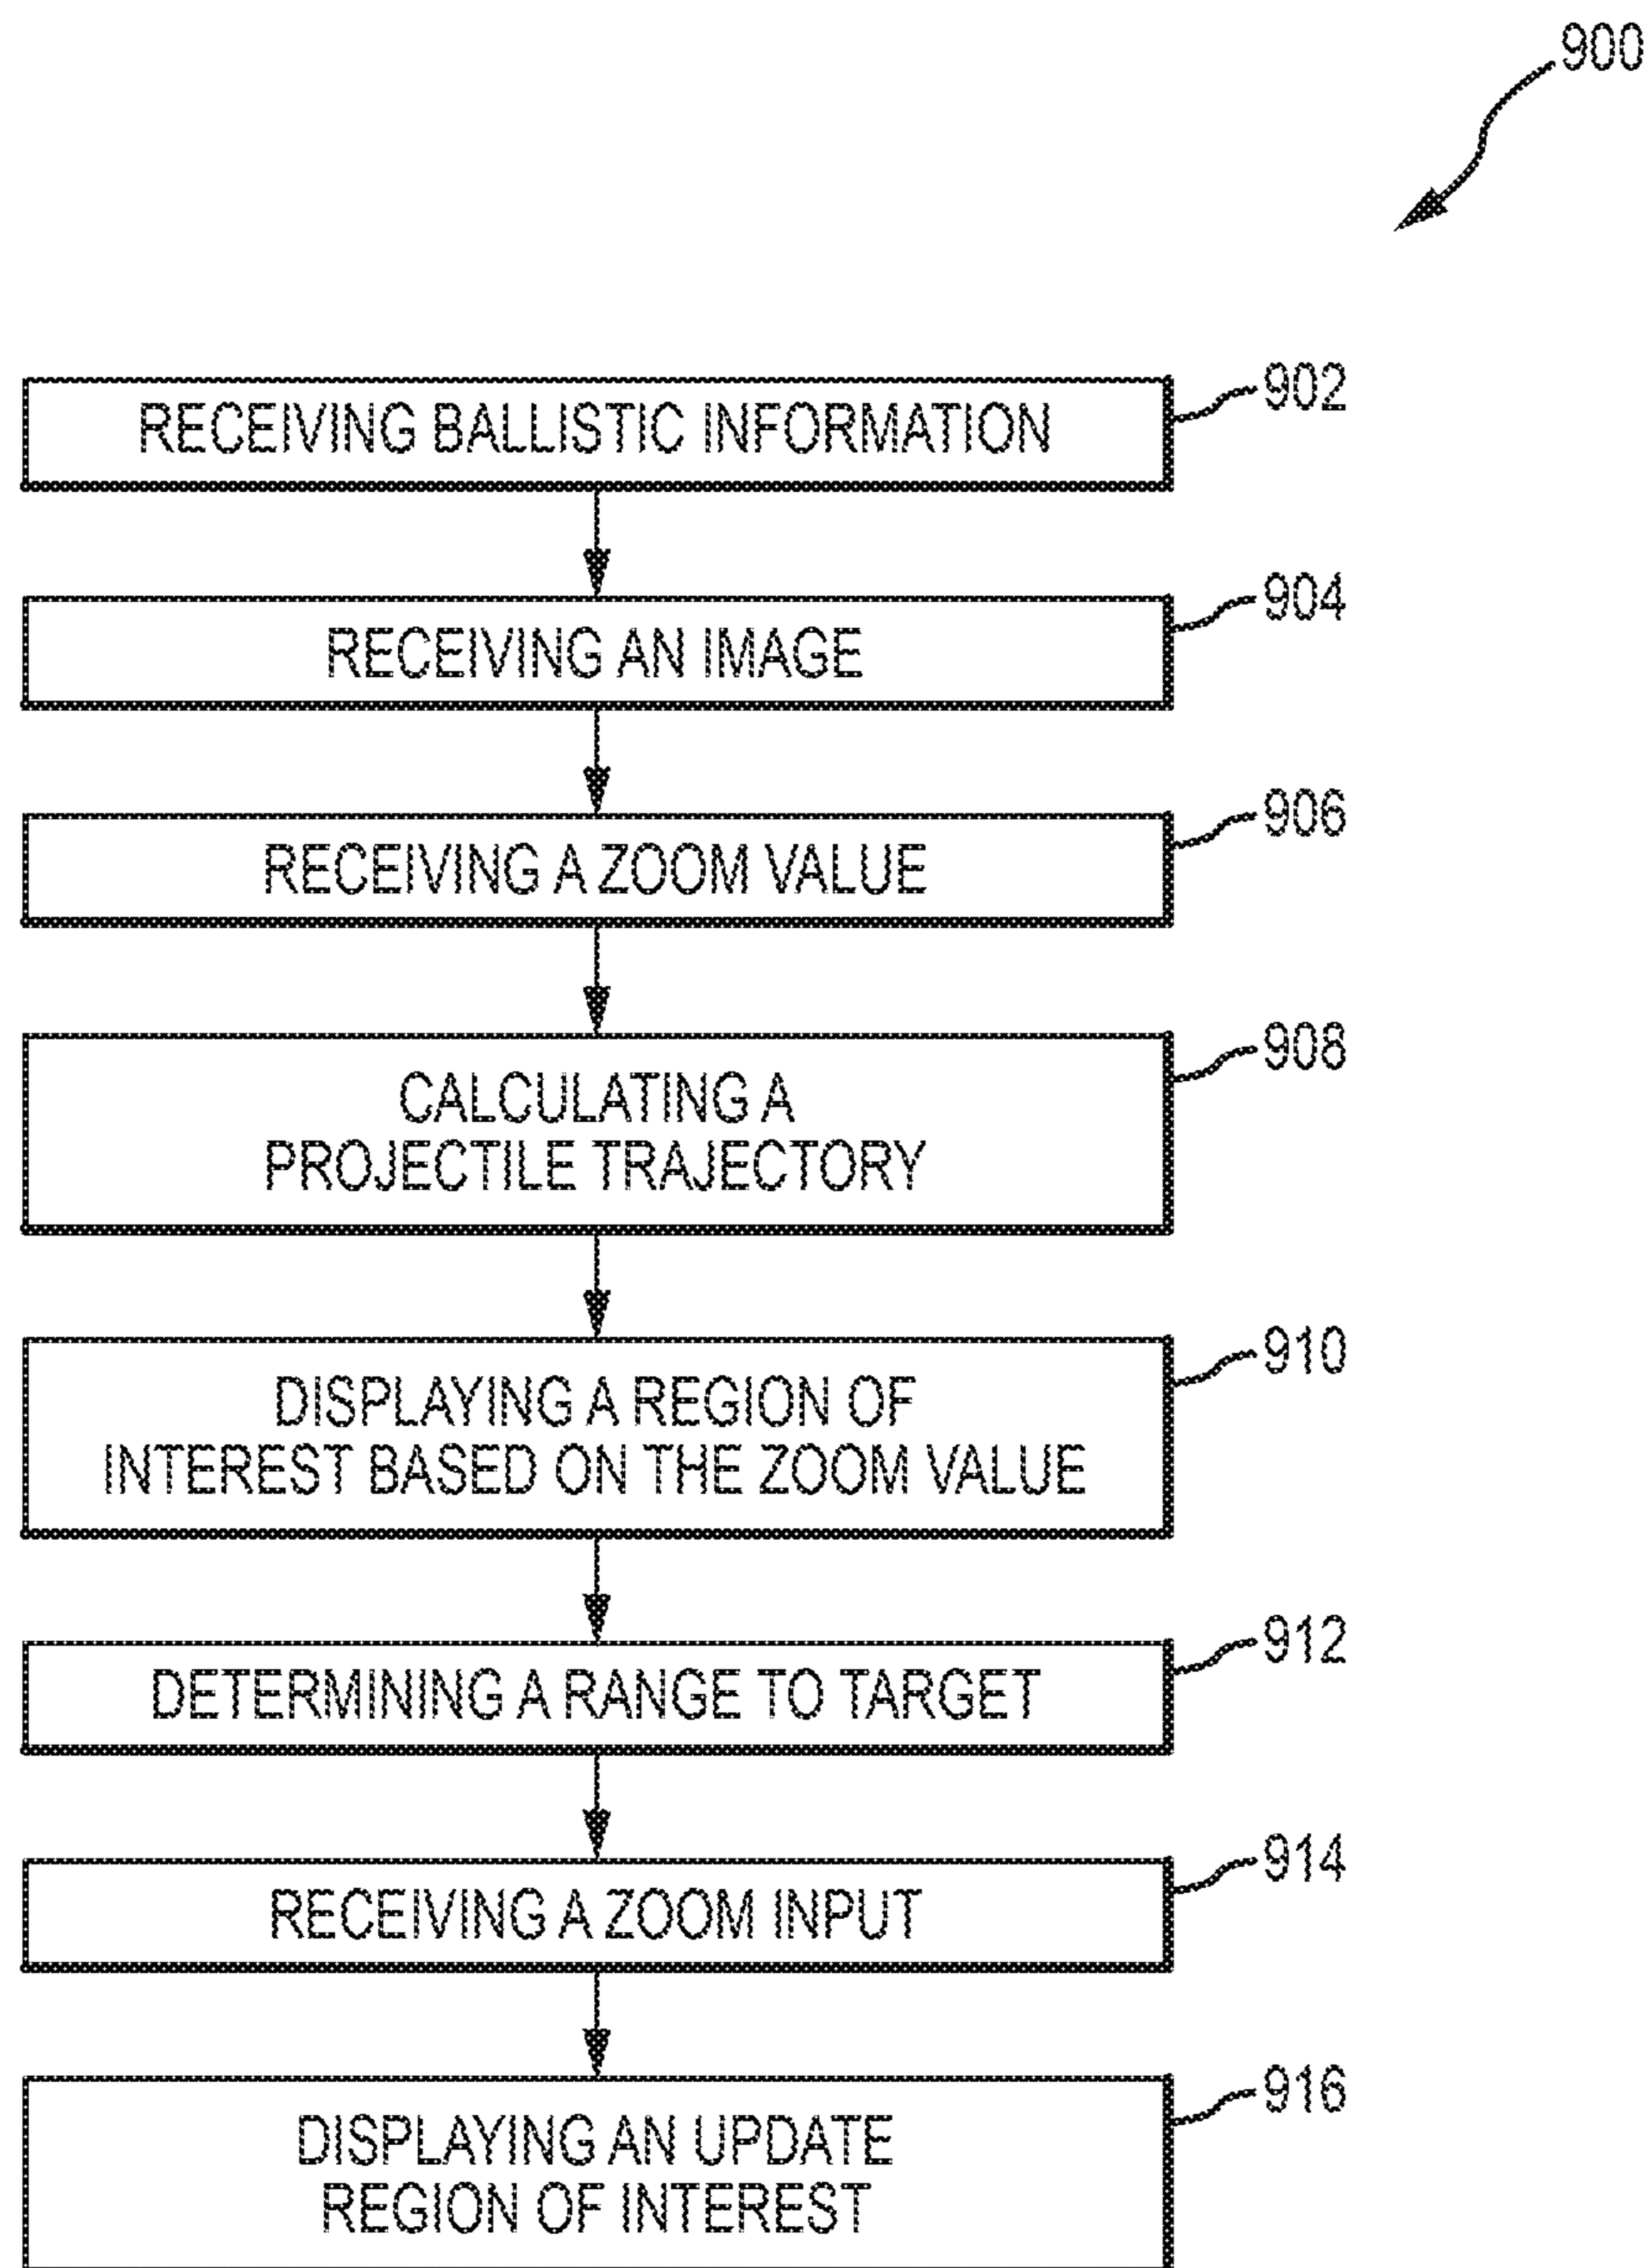 900
RECEIVING BALLISTIC INFORMATION
902
RECEIVING AN IMAGE
904
RECEIVING A ZOOM VALUE
906
CALCULATING A
PROJECTILE TRAJECTORY
908
DISPLAYING A REGION OF
INTEREST BASED ON THE ZOOM VALUE
910
DETERMINING A RANGE TO TARGET
912
RECEIVING A ZOOM INPUT
914
DISPLAYING AN UPDATE
REGION OF INTEREST
916